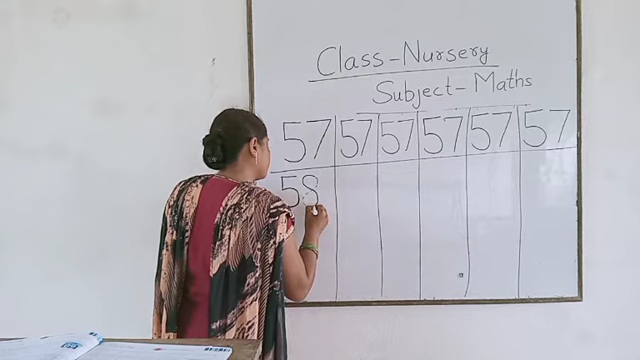 Class - Nursery
Subject - Maths
57 57 57 57 57 57
58